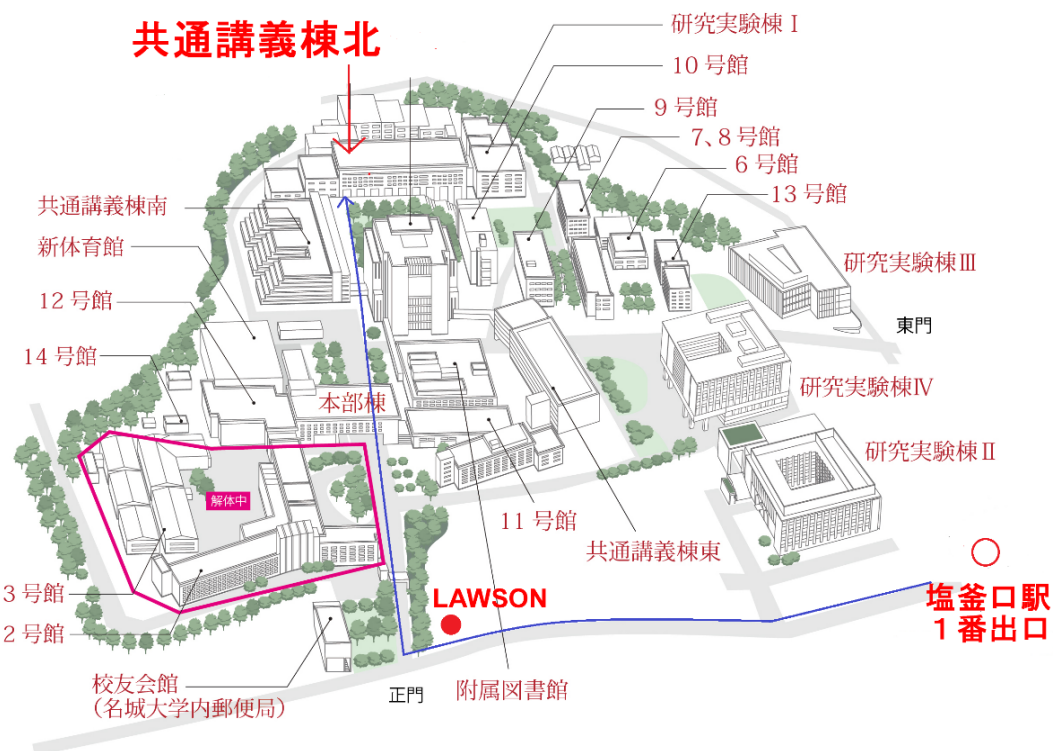 共通講義棟北
研究実験棟Ⅰ
10号館
9号館
7、8号館
6号館
13号館
共通講義棟南
新体育館
12号館
14号館
研究実験棟Ⅲ
東門
研究実験棟Ⅳ
本部棟
研究実験棟Ⅱ
解体中
11号館
共通講義棟東
3号館
2号館
LAWSON
塩釜口駅
1番出口
校友会館
(名城大学内郵便局)
正門
附属図書館